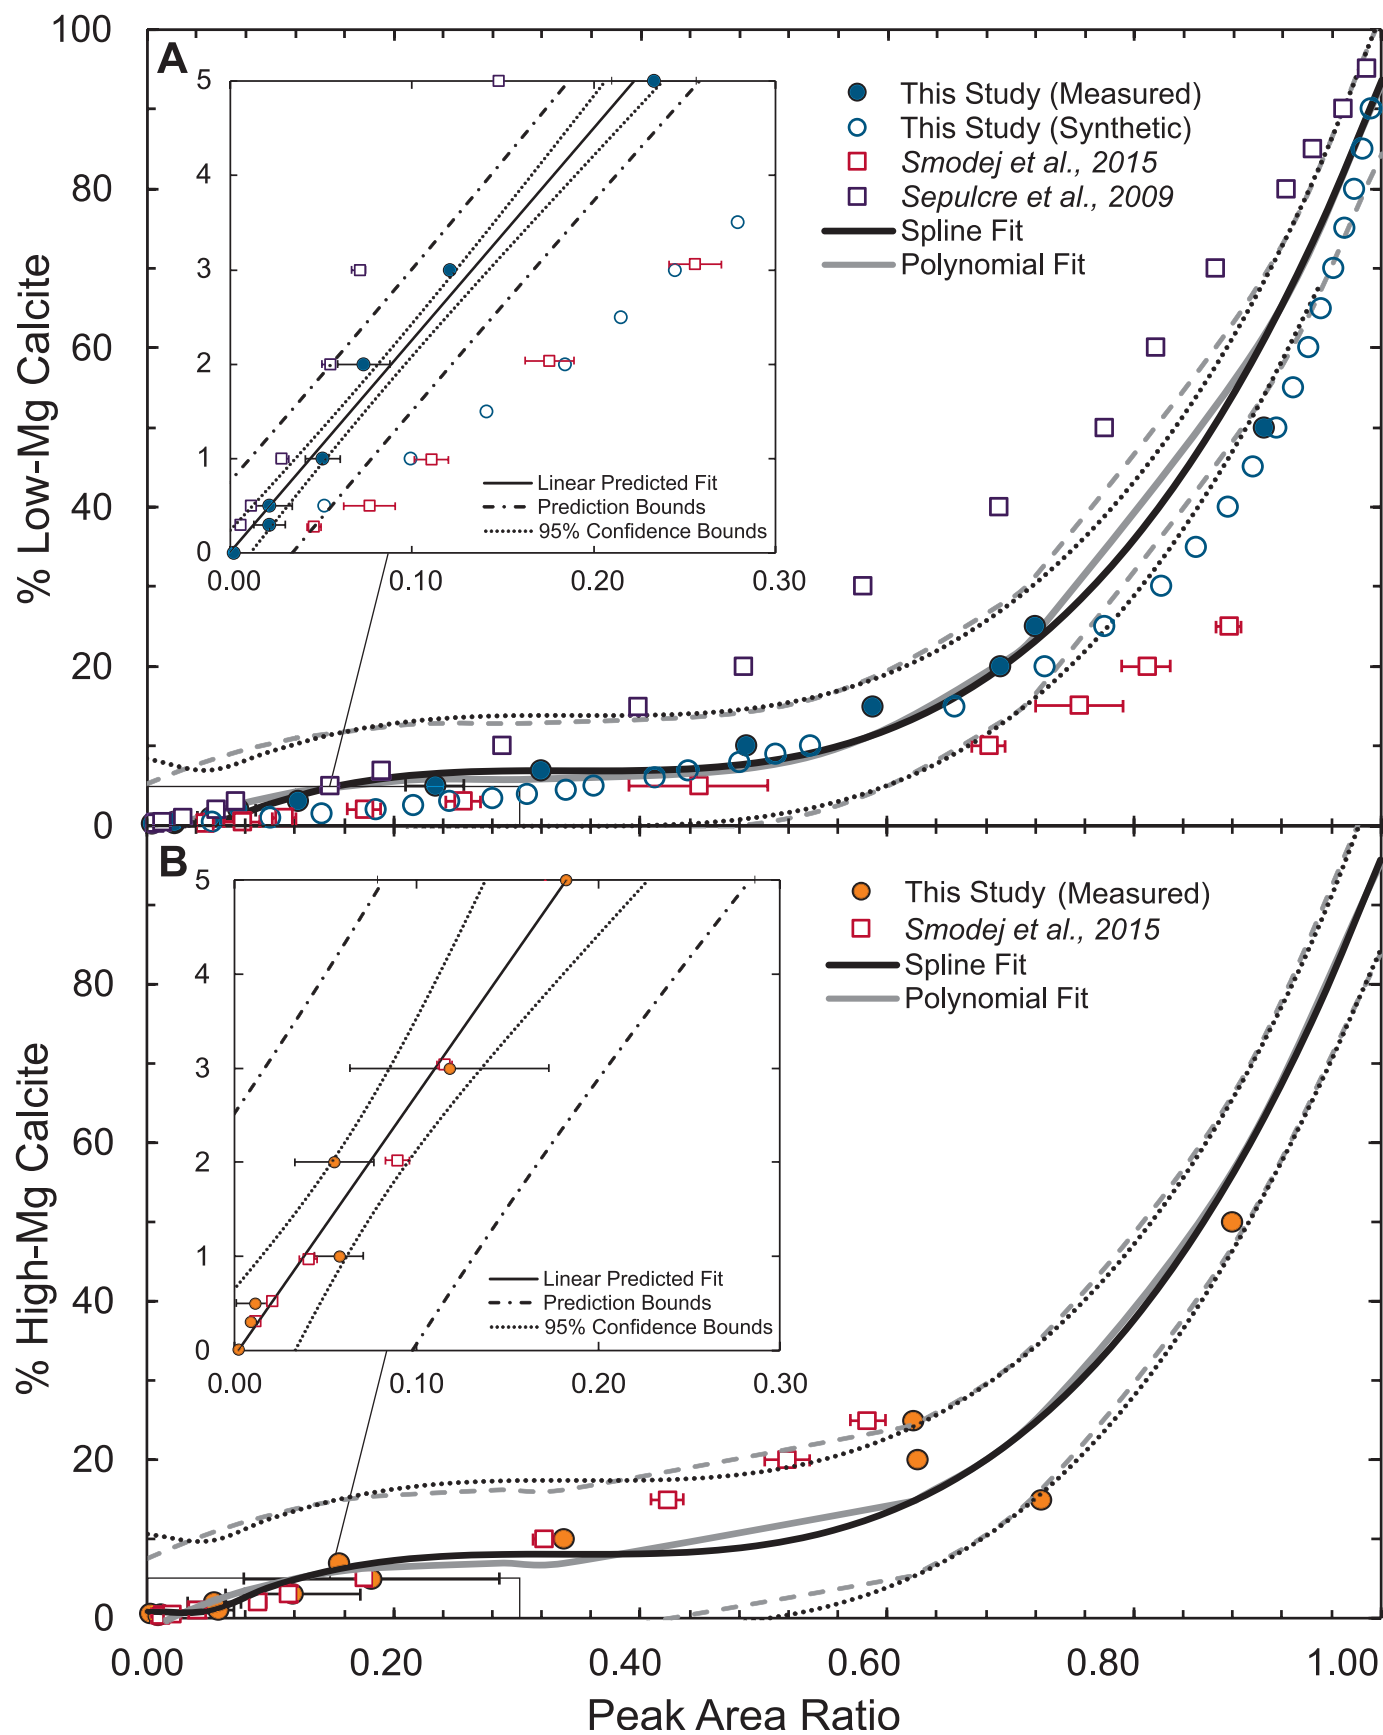 100
80
60
40
20
0
% Low-Mg Calcite
A
5
4
3
2
1
0
0.00 0.10 0.20 0.30
Linear Predicted Fit
Prediction Bounds
95% Confidence Bounds
This Study (Measured)
This Study (Synthetic)
Smodej et al., 2015
Sepulcre et al., 2009
Spline Fit
Polynomial Fit
B
80
60
40
20
0
% High-Mg Calcite
5
4
3
2
1
0
0.00 0.10 0.20 0.30
Linear Predicted Fit
Prediction Bounds
95% Confidence Bounds
This Study (Measured)
Smodej et al., 2015
Spline Fit
Polynomial Fit
0.00 0.20 0.40 0.60 0.80 1.00
Peak Area Ratio